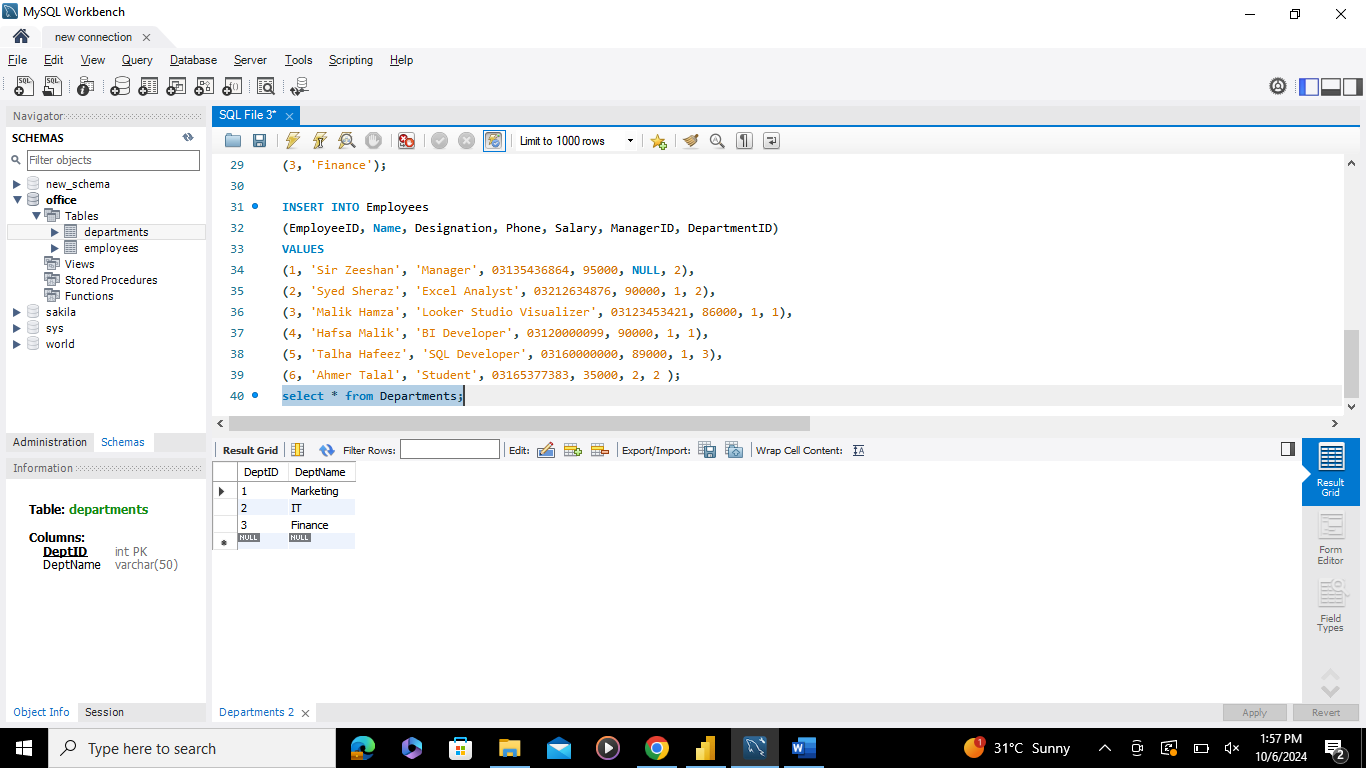 MySQL Workbench
new connection
File Edit View Query Database Server Tools Scripting Help
Navigator
SCHEMAS
Filter objects
new_schema
office
Tables
departments
employees
Views
Stored Procedures
Functions
sakila
sys
world
Administration Schemas
Information
Table: departments
Columns:
DeptID int PK
DeptName varchar(50)
Object Info Session
SQL File 3*
Limit to 1000 rows
29 (3, 'Finance');
30
31 INSERT INTO Employees
32 (EmployeeID, Name, Designation, Phone, Salary, ManagerID, DepartmentID)
33 VALUES
34 (1, 'Sir Zeeshan', 'Manager', 03135436864, 95000, NULL, 2),
35 (2, 'Syed Sheraz', 'Excel Analyst', 03212634876, 90000, 1, 2),
36 (3, 'Malik Hamza', 'Looker Studio Visualizer', 03123453421, 86000, 1, 1),
37 (4, 'Hafsa Malik', 'BI Developer', 03120000099, 90000, 1, 1),
38 (5, 'Talha Hafeez', 'SQL Developer', 03160000000, 89000, 1, 3),
39 (6, 'Ahmer Talal', 'Student', 03165377383, 35000, 2, 2 );
40 select * from Departments;
Result Grid Filter Rows: Edit: Export/Import: Wrap Cell Content:
DeptID DeptName
1 Marketing
2 IT
3 Finance
NULL NULL
Result
Grid
Form
Editor
Field
Types
Departments 2
Apply Revert
Type here to search
1
31°C Sunny
1:57 PM
10/6/2024
2